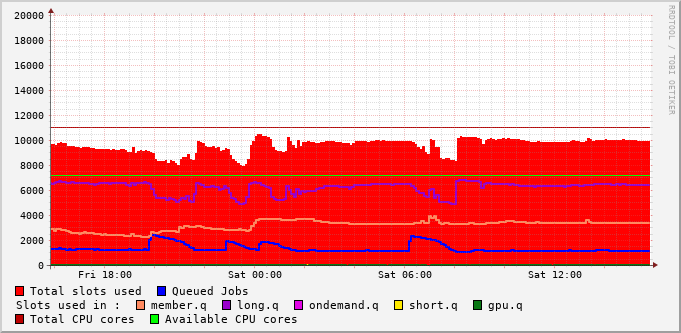 20000
18000
16000
14000
12000
10000
8000
6000
4000
2000
0
Fri 18:00 Sat 00:00 Sat 06:00 Sat 12:00
Total slots used Queued Jobs
Slots used in : member.q long.q ondemand.q short.q gpu.q
Total CPU cores Available CPU cores
RRDTOOL / TOBI OETIKER